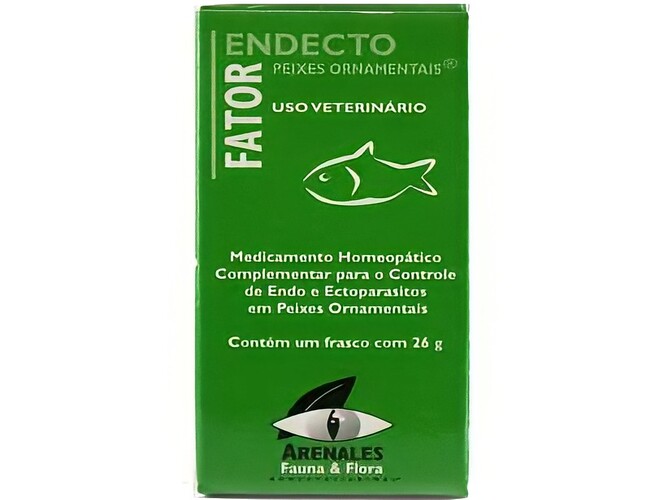 FATOR
ENDECTO
PEIXES ORNAMENTAIS®
USO VETERINÁRIO
Medicamento Homeopático
Complementar para o Controle
de Endo e Ectoparasitos
em Peixes Ornamentais
Contém um frasco com 26 g
ARENALES
Fauna & Flora